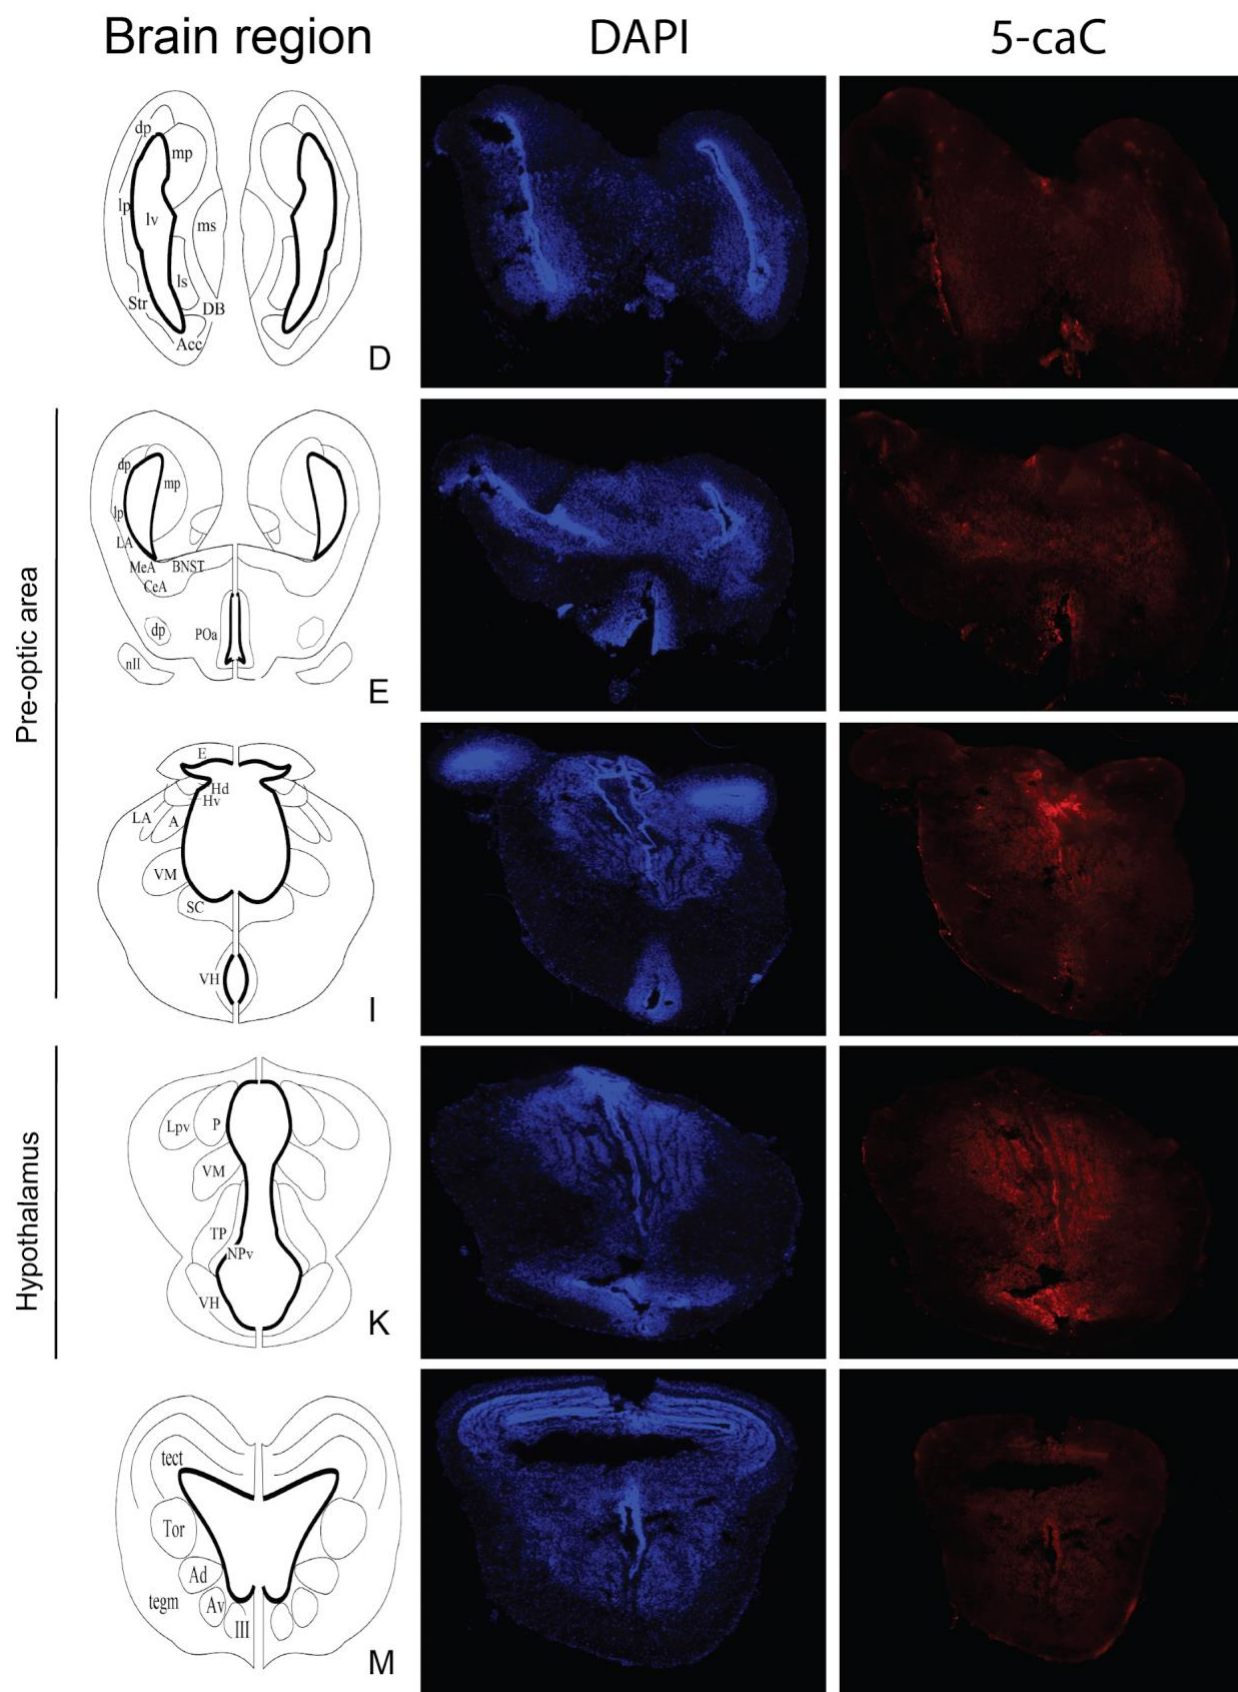 Brain region DAPI 5-caC
dp
mp
lp
lv
ms
ls
Str
DB
Acc
D
Pre-optic area
dp
mp
lp
LA
MeA
BNST
CeA
dp
POa
nII
E
E
Hd
Hv
LA
A
VM
SC
VH
I
Hypothalamus
Lpv
P
VM
TP
NPv
VH
K
tect
Tor
Ad
tegm
Av
III
M